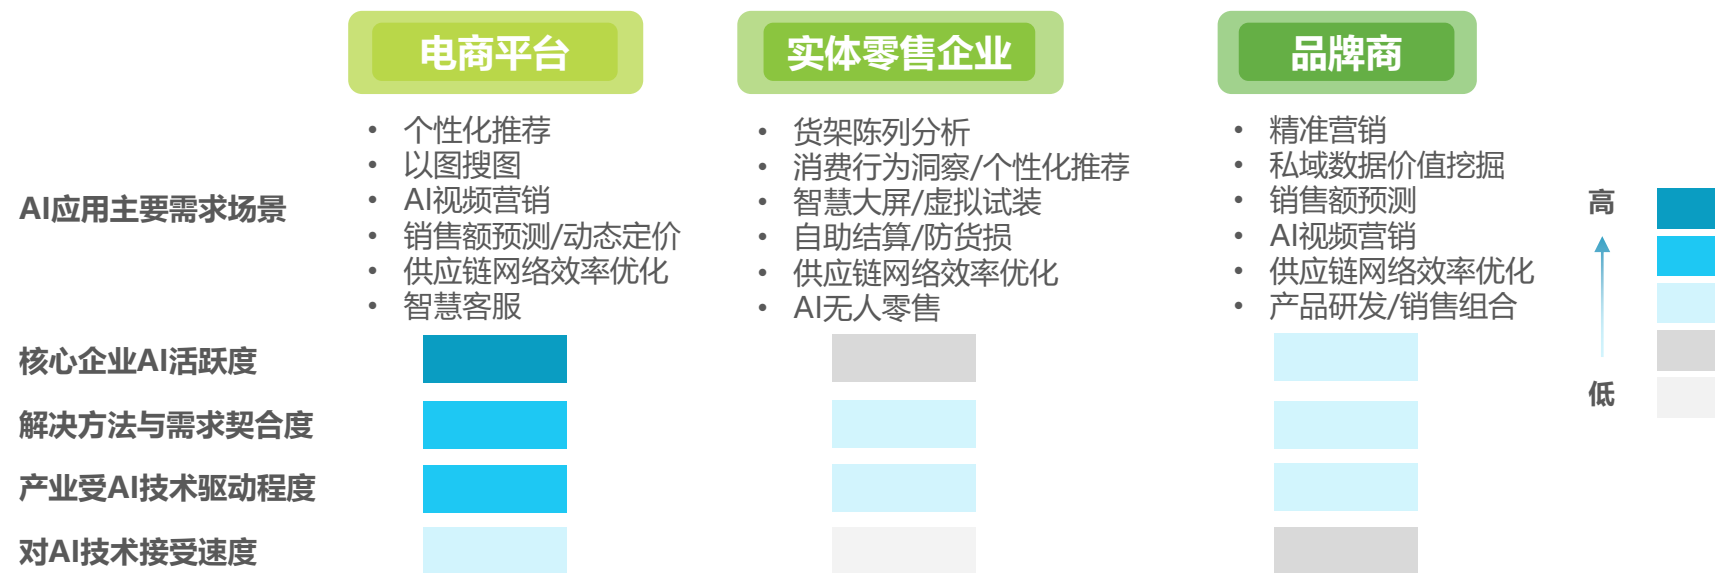 电商平台
实体零售企业
品牌商
AI应用主要需求场景
• 个性化推荐
• 以图搜图
• AI视频营销
• 销售额预测/动态定价
• 供应链网络效率优化
• 智慧客服
• 货架陈列分析
• 消费行为洞察/个性化推荐
• 智慧大屏/虚拟试装
• 自助结算/防货损
• 供应链网络效率优化
• AI无人零售
• 精准营销
• 私域数据价值挖掘
• 销售额预测
• AI视频营销
• 供应链网络效率优化
• 产品研发/销售组合
高
低
核心企业AI活跃度
解决方法与需求契合度
产业受AI技术驱动程度
对AI技术接受速度